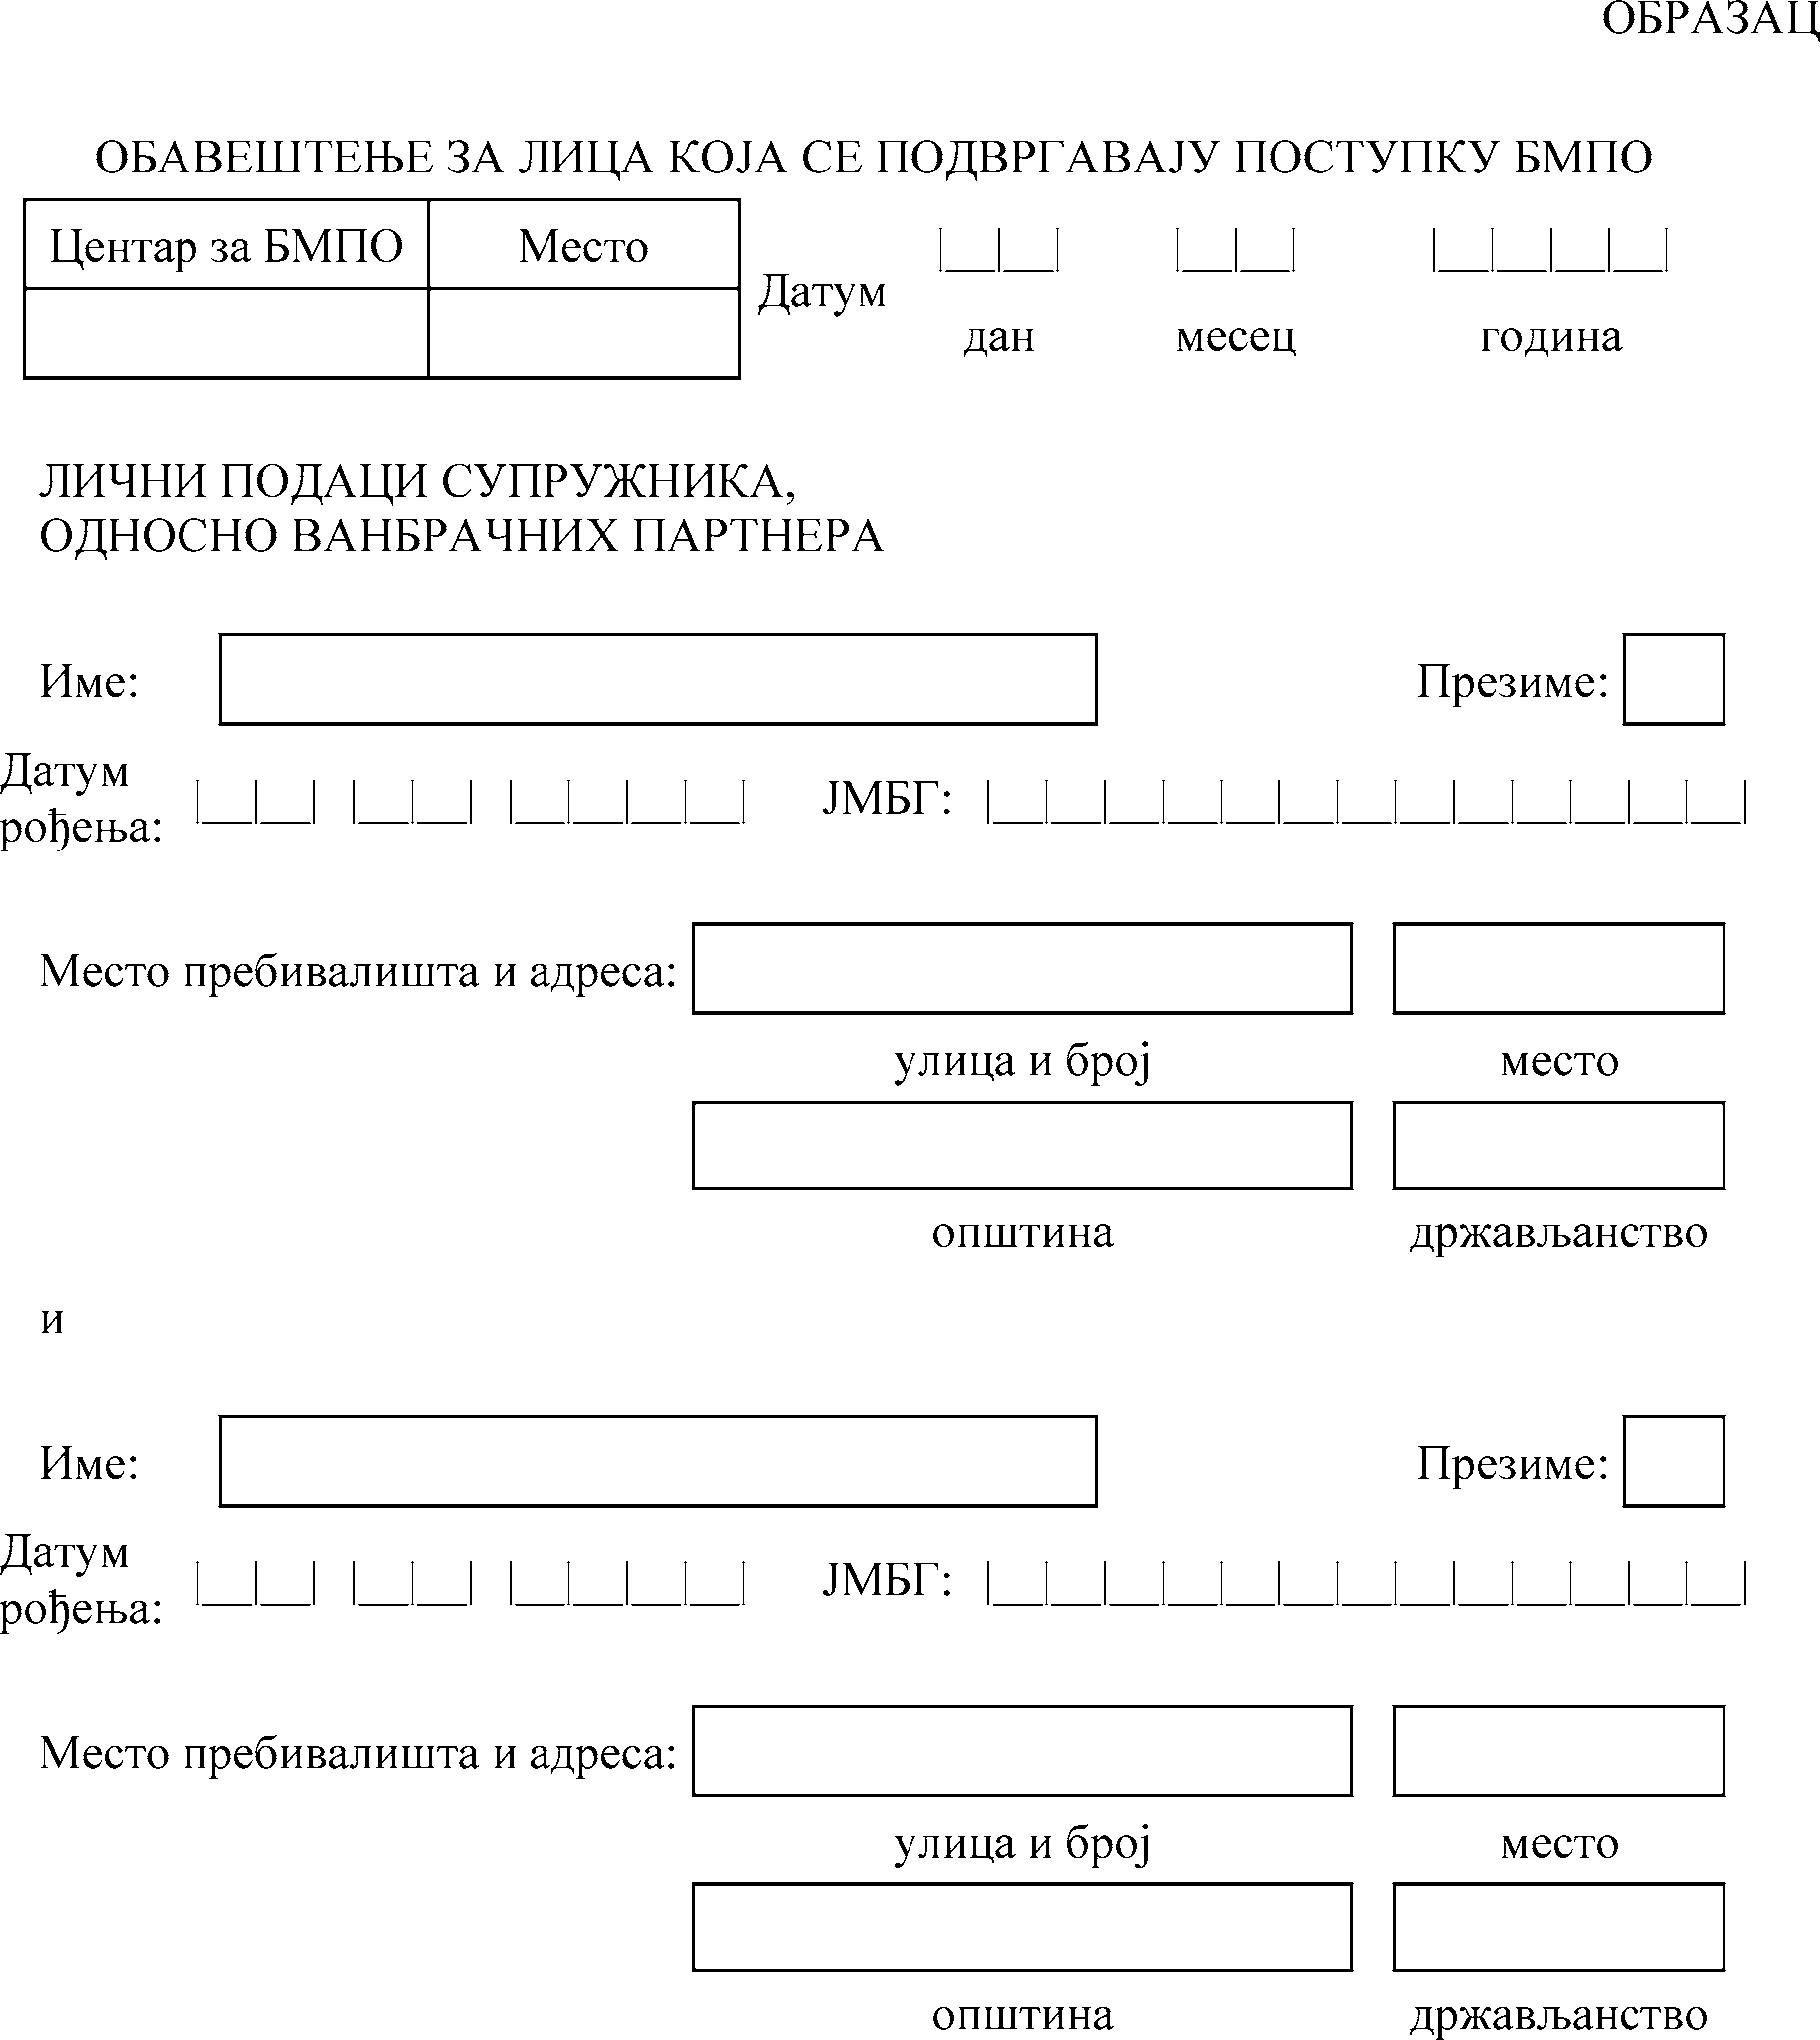 ОБРАЗАЦ
ОБАВЕШТЕЊЕ ЗА ЛИЦА КОЈА СЕ ПОДВРГАВАЈУ ПОСТУПКУ БМПО
Центар за БМПО Место
Датум
дан месец година
ЛИЧНИ ПОДАЦИ СУПРУЖНИКА,
ОДНОСНО ВАНБРАЧНИХ ПАРТНЕРА
Име: Презиме:
Датум
рођења:
ЈМБГ:
Место пребивалишта и адреса:
улица и број место
општина држављанство
и
Име: Презиме:
Датум
рођења:
ЈМБГ:
Место пребивалишта и адреса:
улица и број место
општина држављанство